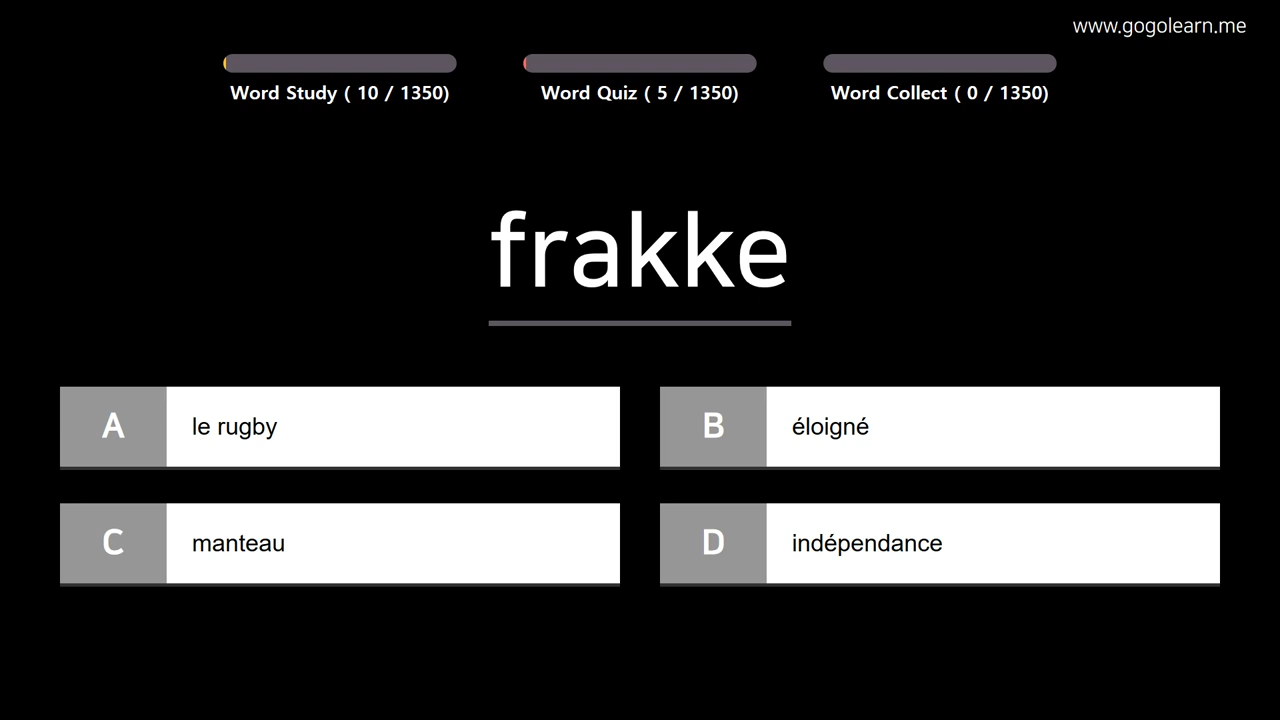 www.gogolearn.me
Word Study ( 10 / 1350)
Word Quiz ( 5 / 1350)
Word Collect ( 0 / 1350)
frakke
A le rugby
B éloigné
C manteau
D indépendance